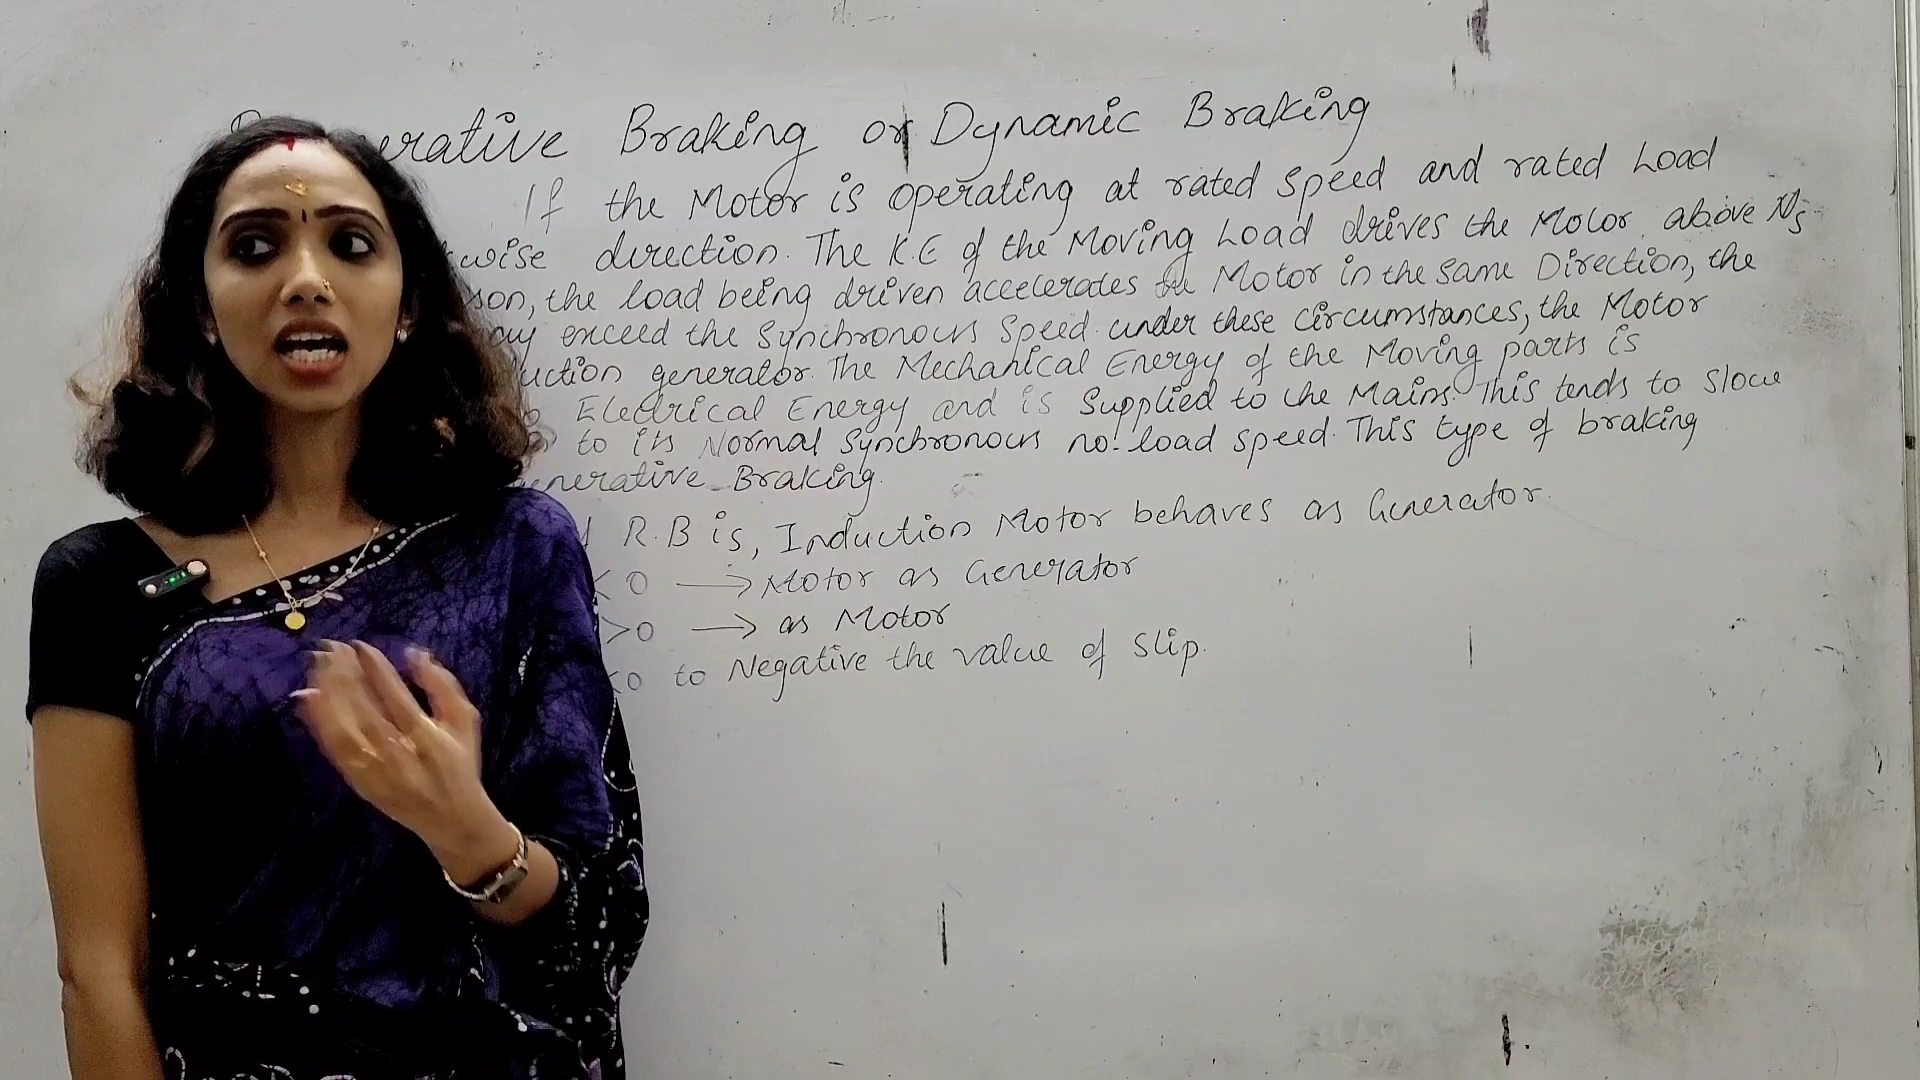 erative Braking or Dynamic Braking
If the Motor is operating at rated speed and rated Load
wise direction. The K.E of the Moving Load drives the Motor above Ns
son, the load being driven accelerates the Motor in the same Direction, the
ay exceed the Synchronous Speed. under these circumstances, the Motor
uction generator. The Mechanical Energy of the Moving parts is
o Electrical Energy and is Supplied to the Mains. This tends to slow
to its Normal Synchronous no-load speed. This type of braking
enerative Braking.
R.B is, Induction Motor behaves as Generator.
< 0 → Motor as Generator
>0 → as Motor
<0 to Negative the value of Slip.